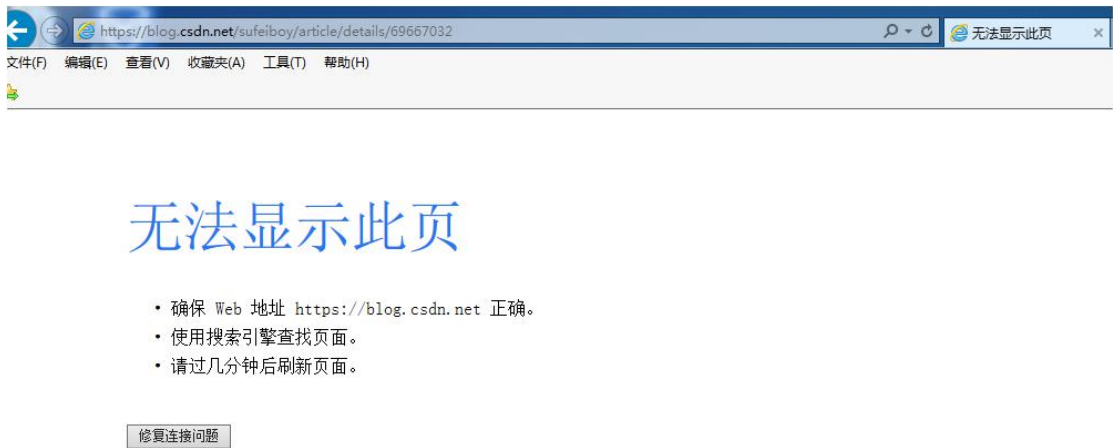 https://blog.csdn.net/sufeiboy/article/details/69667032
无法显示此页
文件(F) 编辑(E) 查看(V) 收藏夹(A) 工具(T) 帮助(H)
无法显示此页
• 确保 Web 地址 https://blog.csdn.net 正确。
• 使用搜索引擎查找页面。
• 请过几分钟后刷新页面。
修复连接问题